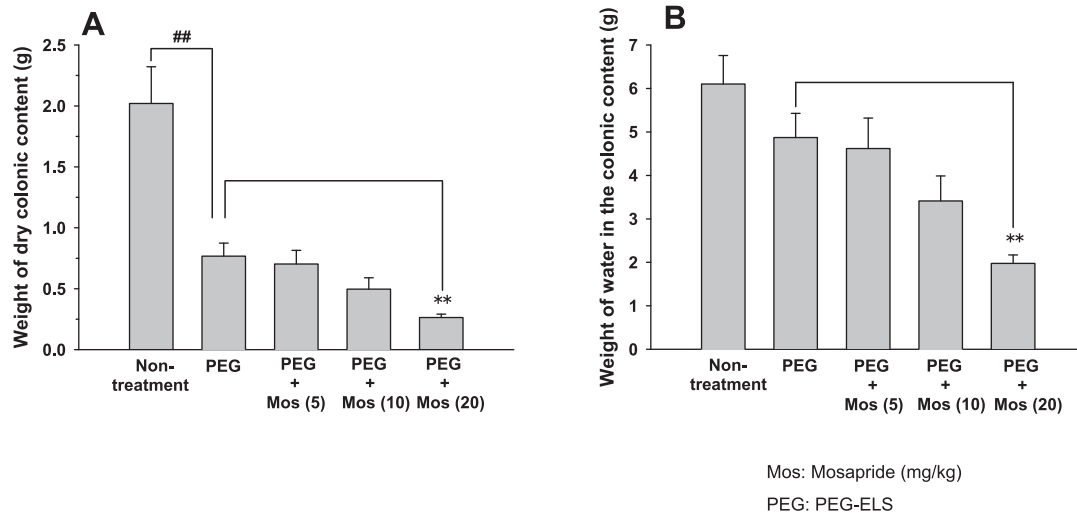 A
Weight of dry colonic content (g)
2.5
2.0
1.5
1.0
0.5
0.0
##
**
Non-
treatment
PEG
PEG
+
Mos (5)
PEG
+
Mos (10)
PEG
+
Mos (20)
B
Weight of water in the colonic content (g)
7
6
5
4
3
2
1
0
**
Non-
treatment
PEG
PEG
+
Mos (5)
PEG
+
Mos (10)
PEG
+
Mos (20)
Mos: Mosapride (mg/kg)
PEG: PEG-ELS